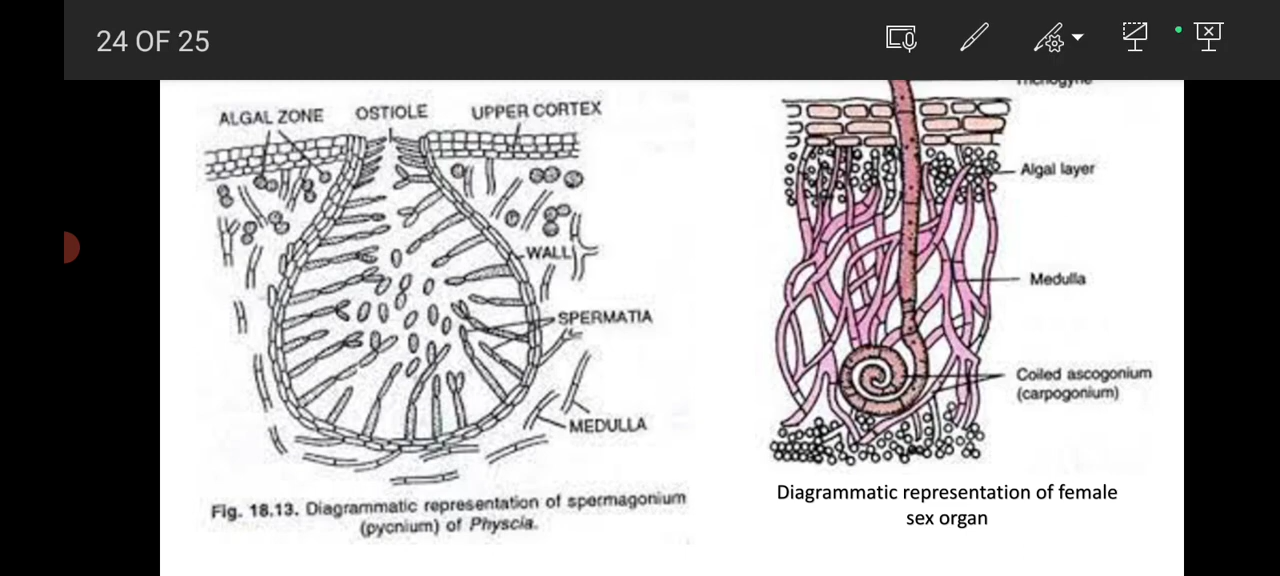 24 OF 25
ALGAL ZONE
OSTIOLE
UPPER CORTEX
WALL
SPERMATIA
MEDULLA
Fig. 18.13. Diagrammatic representation of spermagonium
(pycnium) of Physcia.
Trichogyne
Algal layer
Medulla
Coiled ascogonium
(carpogonium)
Diagrammatic representation of female
sex organ